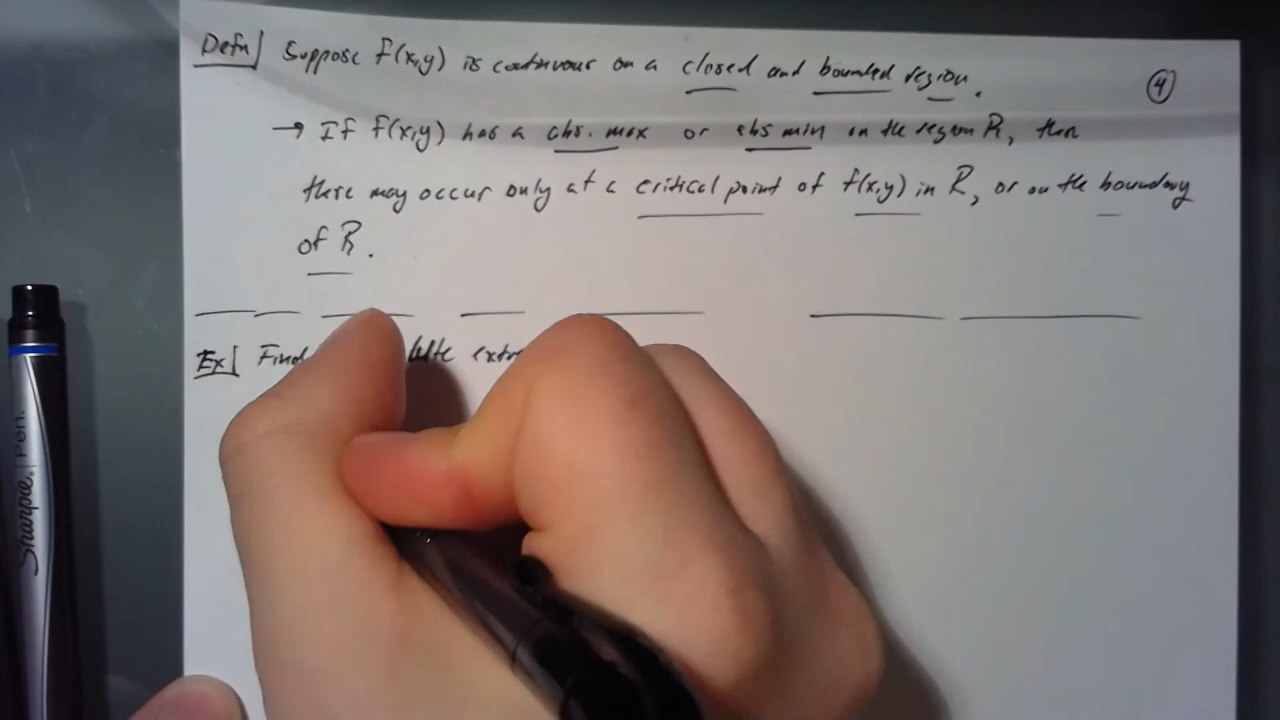 Defn| Suppose f(x,y) is continuous on a closed and bounded region.
④
→ If f(x,y) has a abs. max or abs min on the region R, then
these may occur only at a critical point of f(x,y) in R, or on the boundary
of R.
Ex| Find
Sharpie. | Pen.